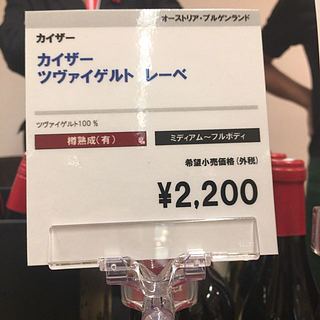 オーストリア・ブルゲンランド
カイザー
カイザー
ツヴァイゲルト レーベ
ツヴァイゲルト100 %
樽熟成(有)
ミディアム〜フルボディ
希望小売価格(外税)
¥2,200